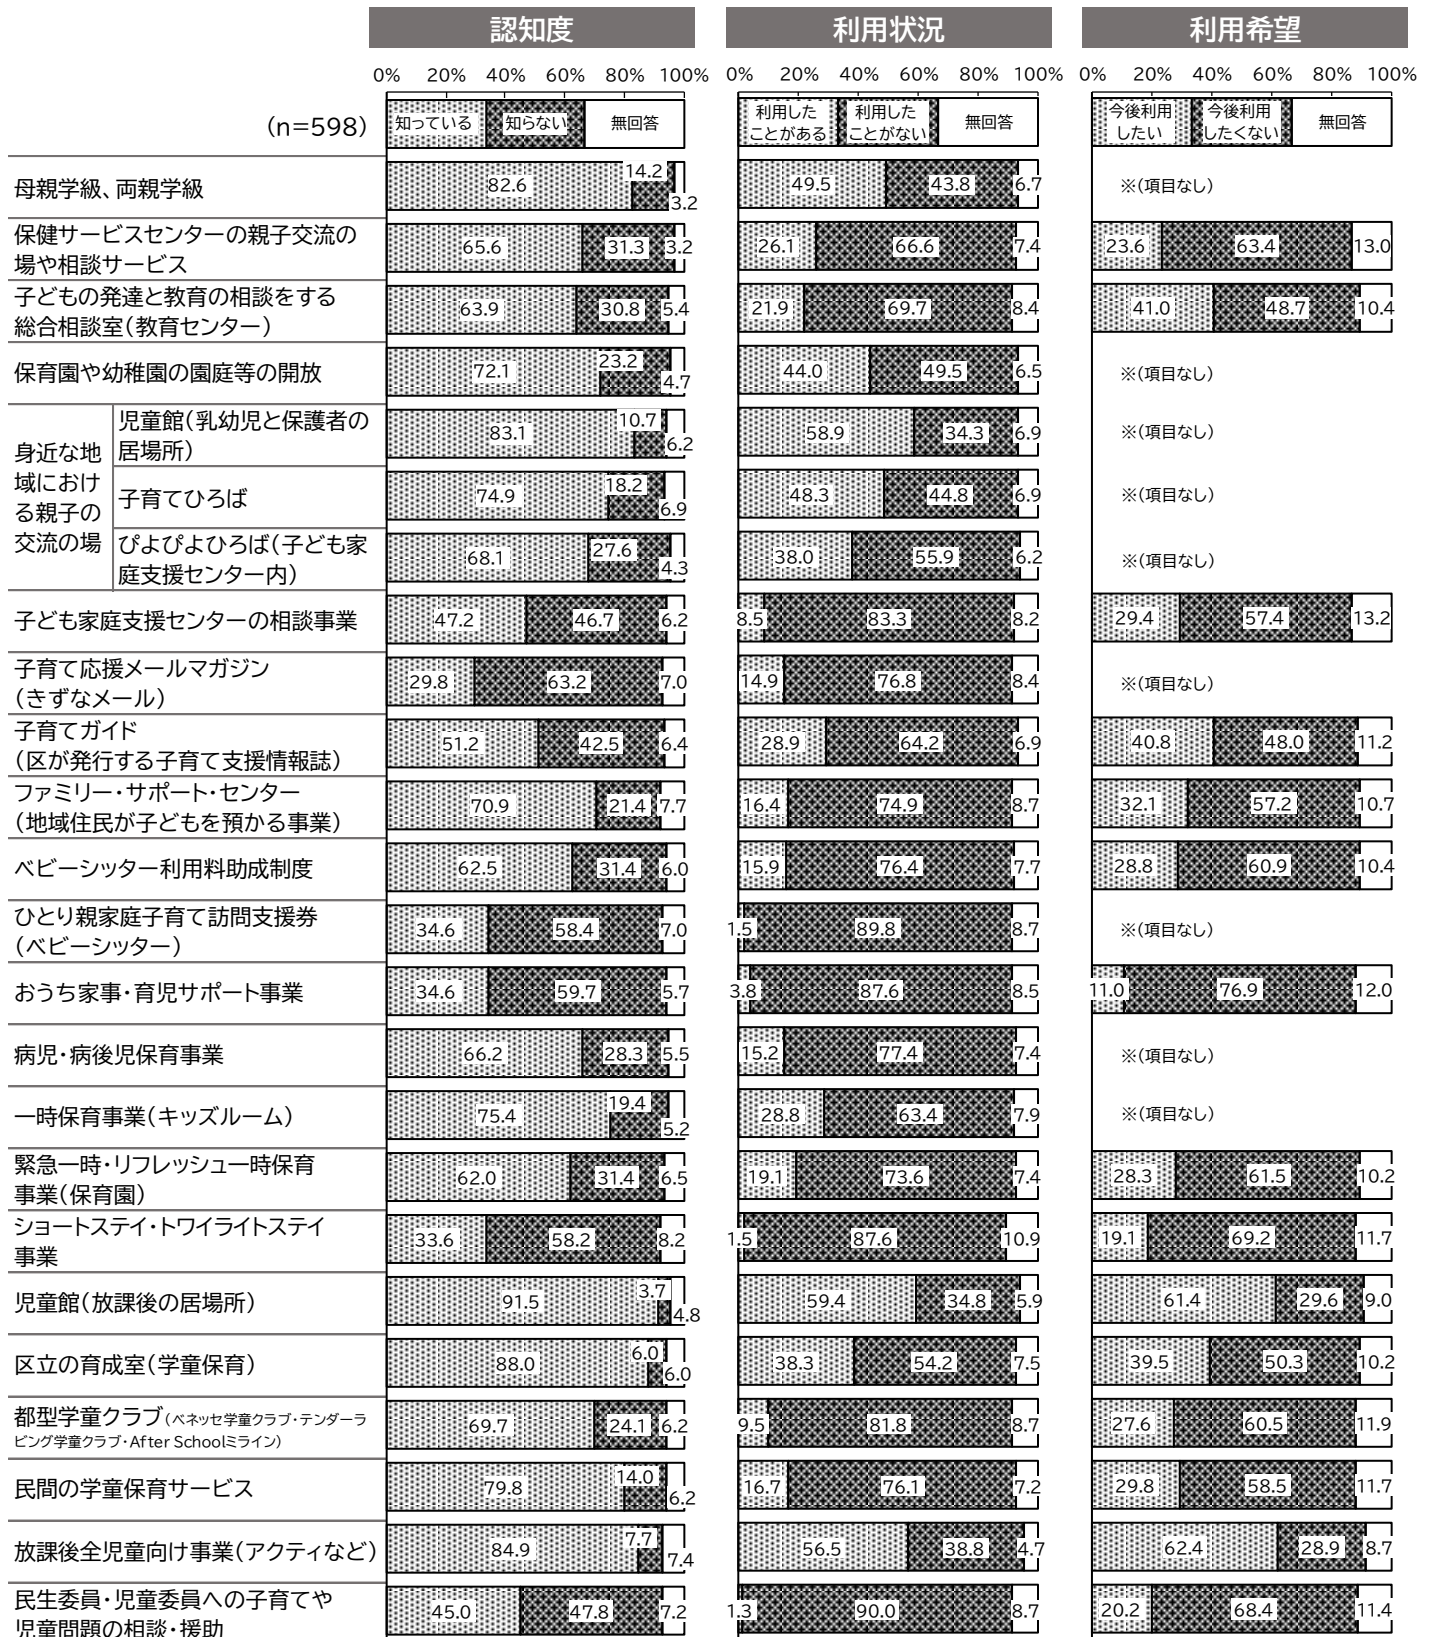 認知度 利用状況 利用希望
0% 20% 40% 60% 80% 100% 0% 20% 40% 60% 80% 100% 0% 20% 40% 60% 80% 100%
(n=598) 知っている 知らない 無回答 利用したことがある 利用したことがない 無回答 今後利用したい 今後利用したくない 無回答
母親学級、両親学級 82.6 14.2 3.2 49.5 43.8 6.7 ※(項目なし)
保健サービスセンターの親子交流の
場や相談サービス 65.6 31.3 3.2 26.1 66.6 7.4 23.6 63.4 13.0
子どもの発達と教育の相談をする
総合相談室(教育センター) 63.9 30.8 5.4 21.9 69.7 8.4 41.0 48.7 10.4
保育園や幼稚園の園庭等の開放 72.1 23.2 4.7 44.0 49.5 6.5 ※(項目なし)
身近な地
域におけ
る親子の
交流の場
児童館(乳幼児と保護者の
居場所) 83.1 10.7 6.2 58.9 34.3 6.9 ※(項目なし)
子育てひろば 74.9 18.2 6.9 48.3 44.8 6.9 ※(項目なし)
ぴよぴよひろば(子ども家
庭支援センター内) 68.1 27.6 4.3 38.0 55.9 6.2 ※(項目なし)
子ども家庭支援センターの相談事業 47.2 46.7 6.2 8.5 83.3 8.2 29.4 57.4 13.2
子育て応援メールマガジン
(きずなメール) 29.8 63.2 7.0 14.9 76.8 8.4 ※(項目なし)
子育てガイド
(区が発行する子育て支援情報誌) 51.2 42.5 6.4 28.9 64.2 6.9 40.8 48.0 11.2
ファミリー・サポート・センター
(地域住民が子どもを預かる事業) 70.9 21.4 7.7 16.4 74.9 8.7 32.1 57.2 10.7
ベビーシッター利用料助成制度 62.5 31.4 6.0 15.9 76.4 7.7 28.8 60.9 10.4
ひとり親家庭子育て訪問支援券
(ベビーシッター) 34.6 58.4 7.0 1.5 89.8 8.7 ※(項目なし)
おうち家事・育児サポート事業 34.6 59.7 5.7 3.8 87.6 8.5 11.0 76.9 12.0
病児・病後児保育事業 66.2 28.3 5.5 15.2 77.4 7.4 ※(項目なし)
一時保育事業(キッズルーム) 75.4 19.4 5.2 28.8 63.4 7.9 ※(項目なし)
緊急一時・リフレッシュ一時保育
事業(保育園) 62.0 31.4 6.5 19.1 73.6 7.4 28.3 61.5 10.2
ショートステイ・トワイライトステイ
事業 33.6 58.2 8.2 1.5 87.6 10.9 19.1 69.2 11.7
児童館(放課後の居場所) 91.5 3.7 4.8 59.4 34.8 5.9 61.4 29.6 9.0
区立の育成室(学童保育) 88.0 6.0 6.0 38.3 54.2 7.5 39.5 50.3 10.2
都型学童クラブ(ベネッセ学童クラブ・テンダーラ
ビング学童クラブ・After Schoolミライン) 69.7 24.1 6.2 9.5 81.8 8.7 27.6 60.5 11.9
民間の学童保育サービス 79.8 14.0 6.2 16.7 76.1 7.2 29.8 58.5 11.7
放課後全児童向け事業(アクティなど) 84.9 7.7 7.4 56.5 38.8 4.7 62.4 28.9 8.7
民生委員・児童委員への子育てや
児童問題の相談・援助 45.0 47.8 7.2 1.3 90.0 8.7 20.2 68.4 11.4